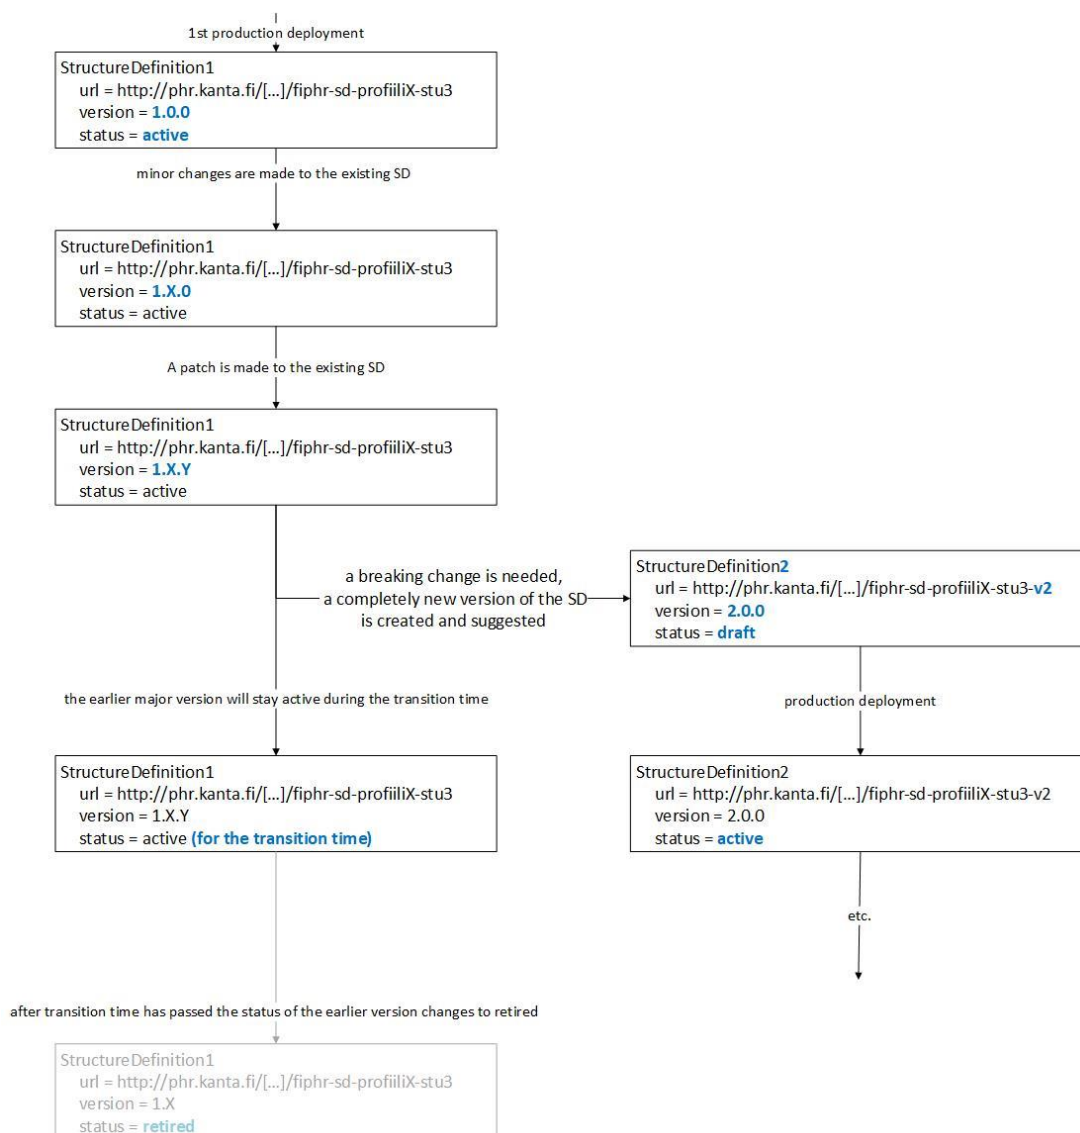 1st production deployment
StructureDefinition1
url = http://phr.kanta.fi/[...]/fiphr-sd-profiiliX-stu3
version = 1.0.0
status = active
minor changes are made to the existing SD
StructureDefinition1
url = http://phr.kanta.fi/[...]/fiphr-sd-profiiliX-stu3
version = 1.X.0
status = active
A patch is made to the existing SD
StructureDefinition1
url = http://phr.kanta.fi/[...]/fiphr-sd-profiiliX-stu3
version = 1.X.Y
status = active
a breaking change is needed,
a completely new version of the SD
is created and suggested
StructureDefinition2
url = http://phr.kanta.fi/[...]/fiphr-sd-profiiliX-stu3-v2
version = 2.0.0
status = draft
the earlier major version will stay active during the transition time
production deployment
StructureDefinition1
url = http://phr.kanta.fi/[...]/fiphr-sd-profiiliX-stu3
version = 1.X.Y
status = active (for the transition time)
StructureDefinition2
url = http://phr.kanta.fi/[...]/fiphr-sd-profiiliX-stu3-v2
version = 2.0.0
status = active
etc.
after transition time has passed the status of the earlier version changes to retired
StructureDefinition1
url = http://phr.kanta.fi/[...]/fiphr-sd-profiiliX-stu3
version = 1.X
status = retired